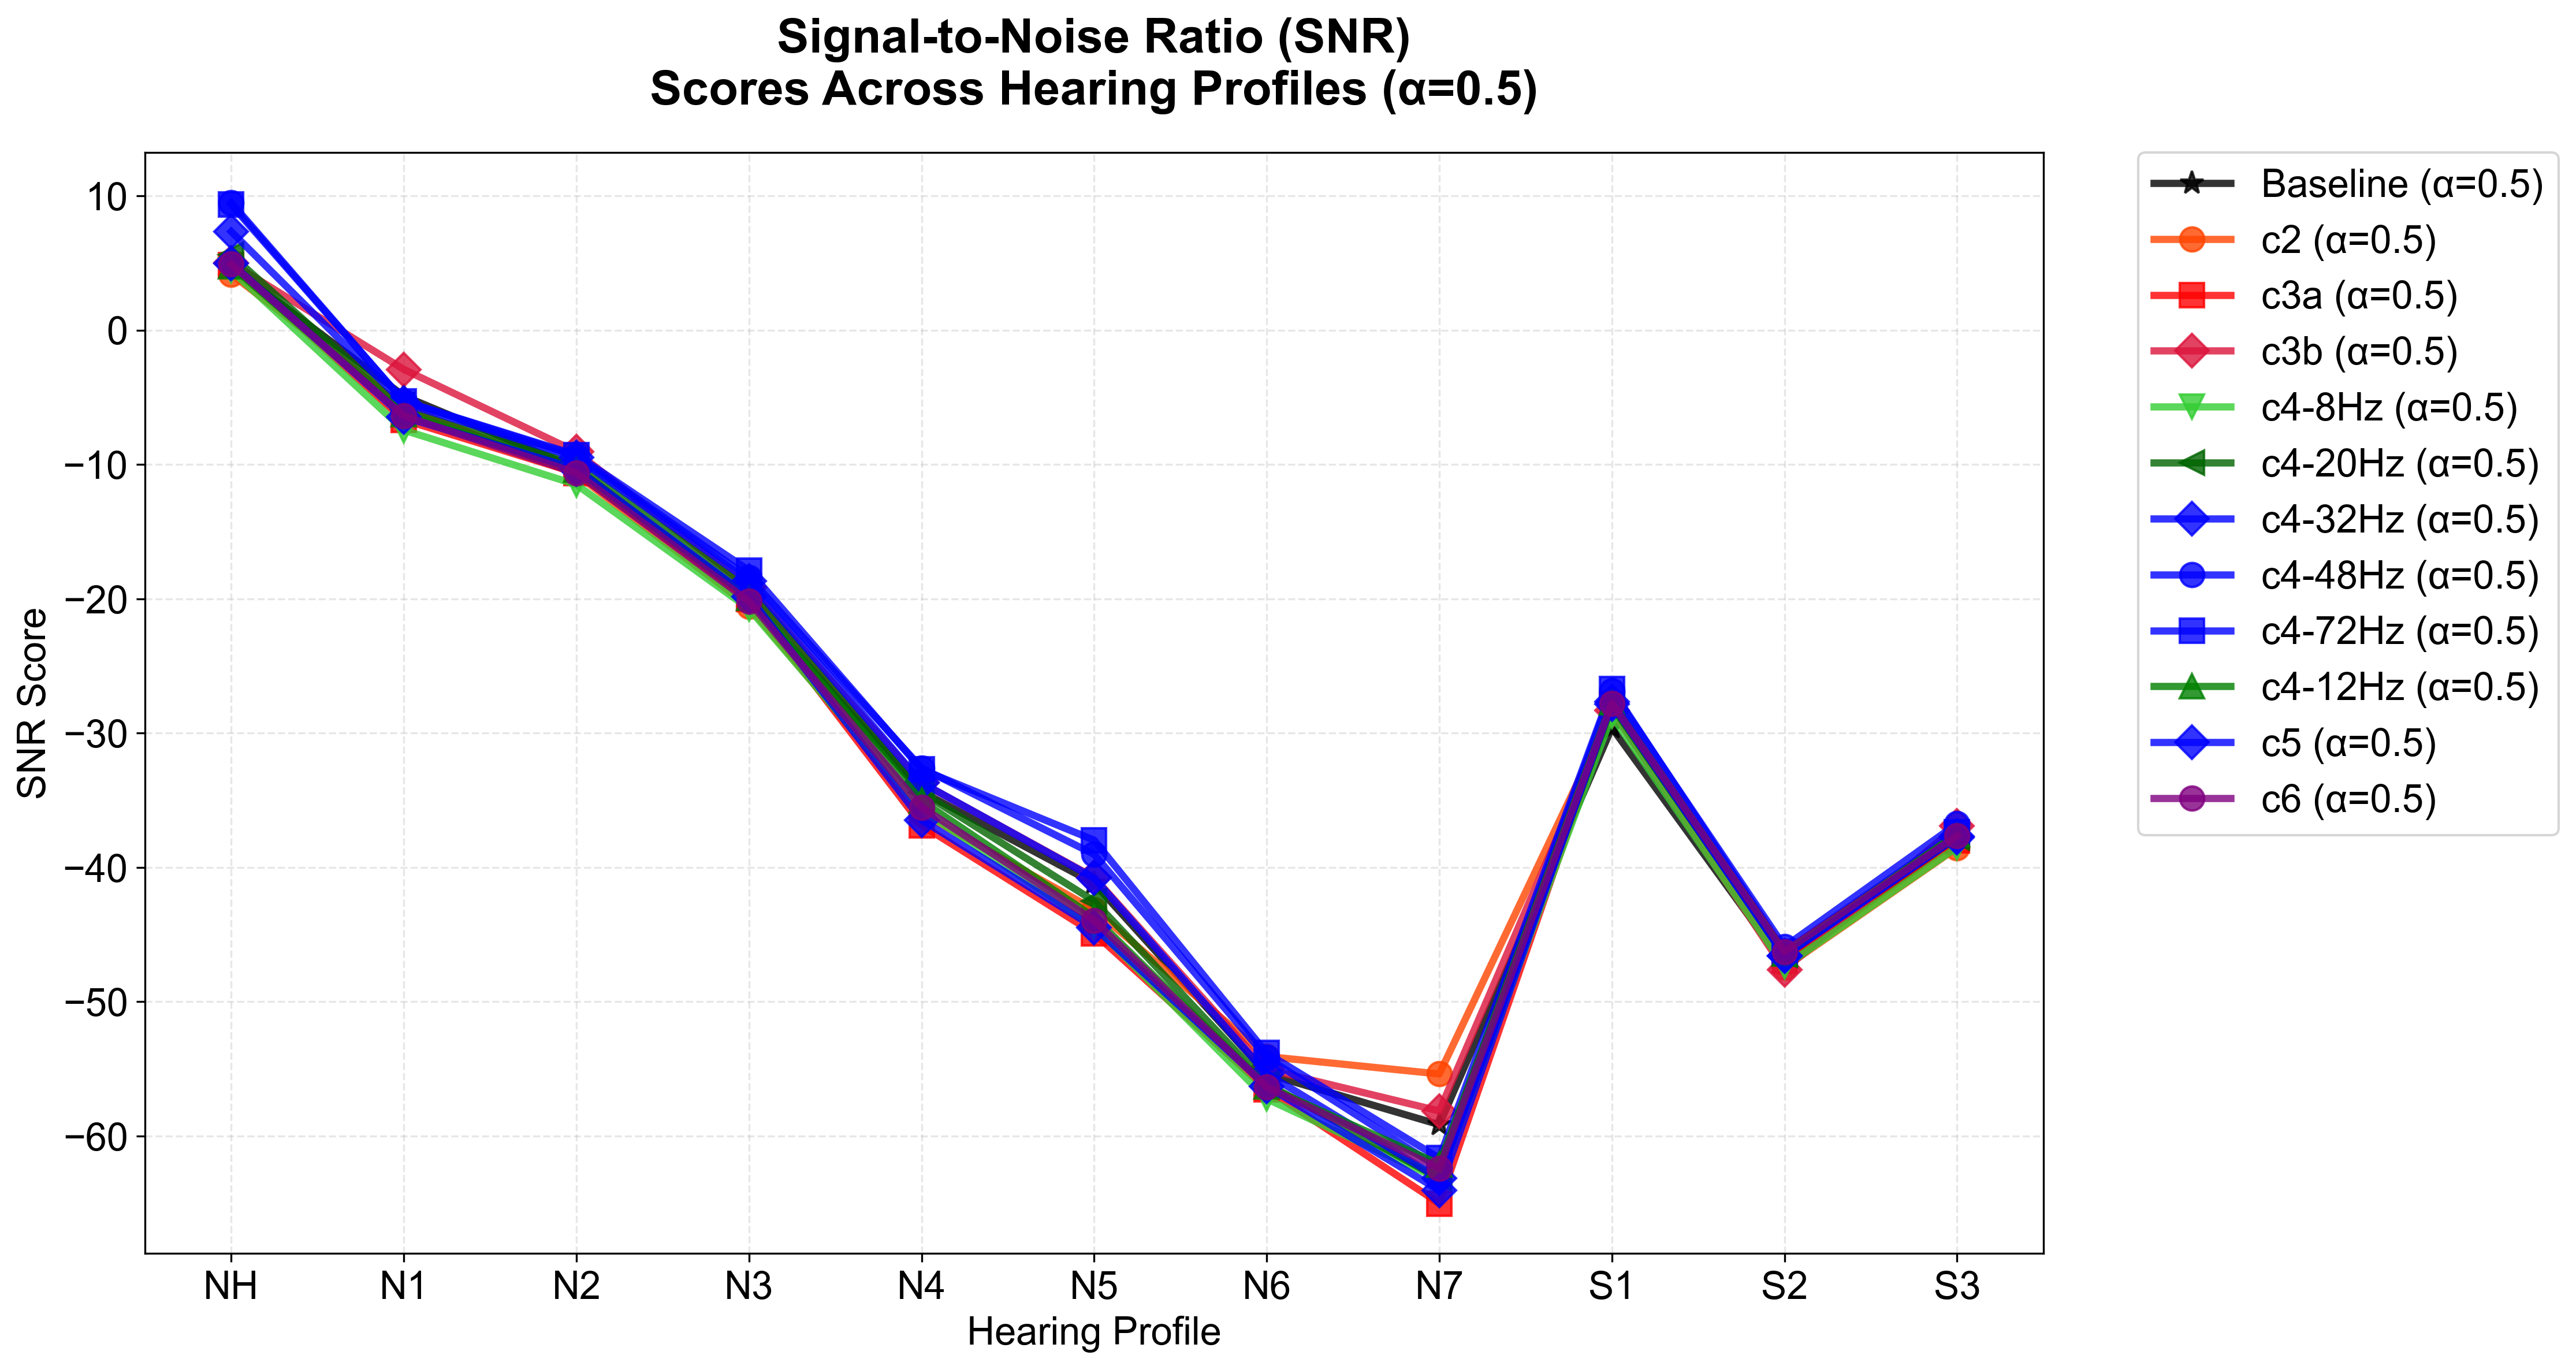 Signal-to-Noise Ratio (SNR)
Scores Across Hearing Profiles (α=0.5)
SNR Score
10
0
−10
−20
−30
−40
−50
−60
NH
N1
N2
N3
N4
N5
N6
N7
S1
S2
S3
Hearing Profile
Baseline (α=0.5)
c2 (α=0.5)
c3a (α=0.5)
c3b (α=0.5)
c4-8Hz (α=0.5)
c4-20Hz (α=0.5)
c4-32Hz (α=0.5)
c4-48Hz (α=0.5)
c4-72Hz (α=0.5)
c4-12Hz (α=0.5)
c5 (α=0.5)
c6 (α=0.5)